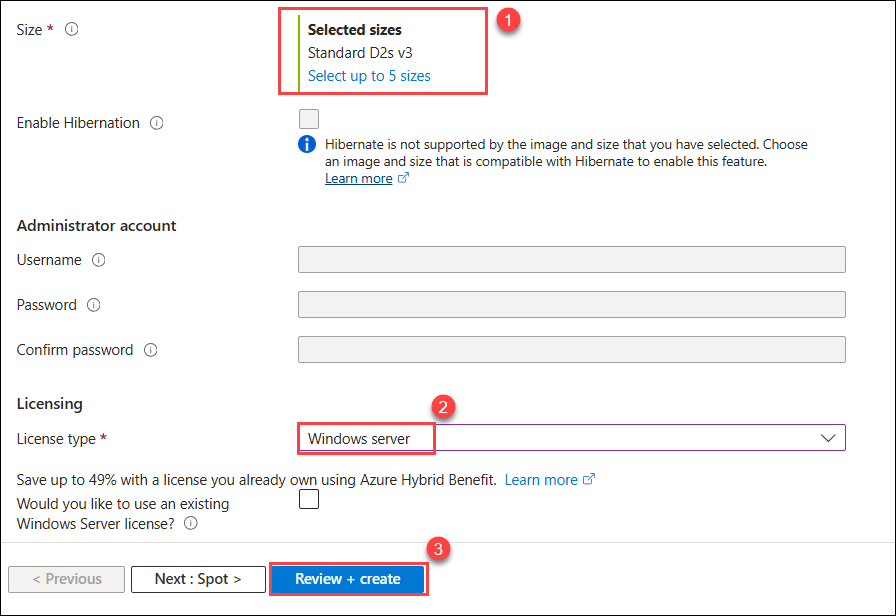 Size *
Selected sizes
1
Standard D2s v3
Select up to 5 sizes
Enable Hibernation
Hibernate is not supported by the image and size that you have selected. Choose
an image and size that is compatible with Hibernate to enable this feature.
Learn more
Administrator account
Username
Password
Confirm password
Licensing
2
License type *
Windows server
Save up to 49% with a license you already own using Azure Hybrid Benefit. Learn more
Would you like to use an existing
Windows Server license?
3
< Previous
Next : Spot >
Review + create